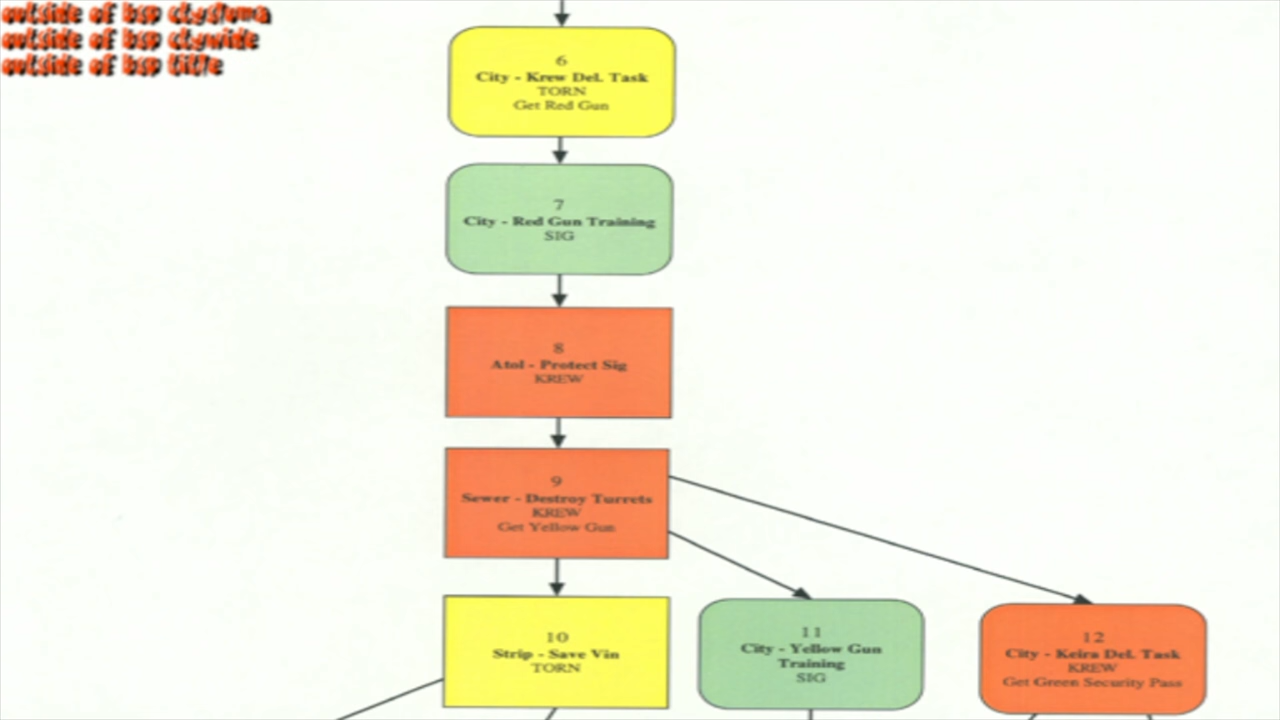 outside of bsp ctysluma
outside of bsp ctywide
outside of bsp title
6
City - Krew Del. Task
TORN
Get Red Gun
7
City - Red Gun Training
SIG
8
Atol - Protect Sig
KREW
9
Sewer - Destroy Turrets
KREW
Get Yellow Gun
10
Strip - Save Vin
TORN
11
City - Yellow Gun
Training
SIG
12
City - Keira Del. Task
KREW
Get Green Security Pass